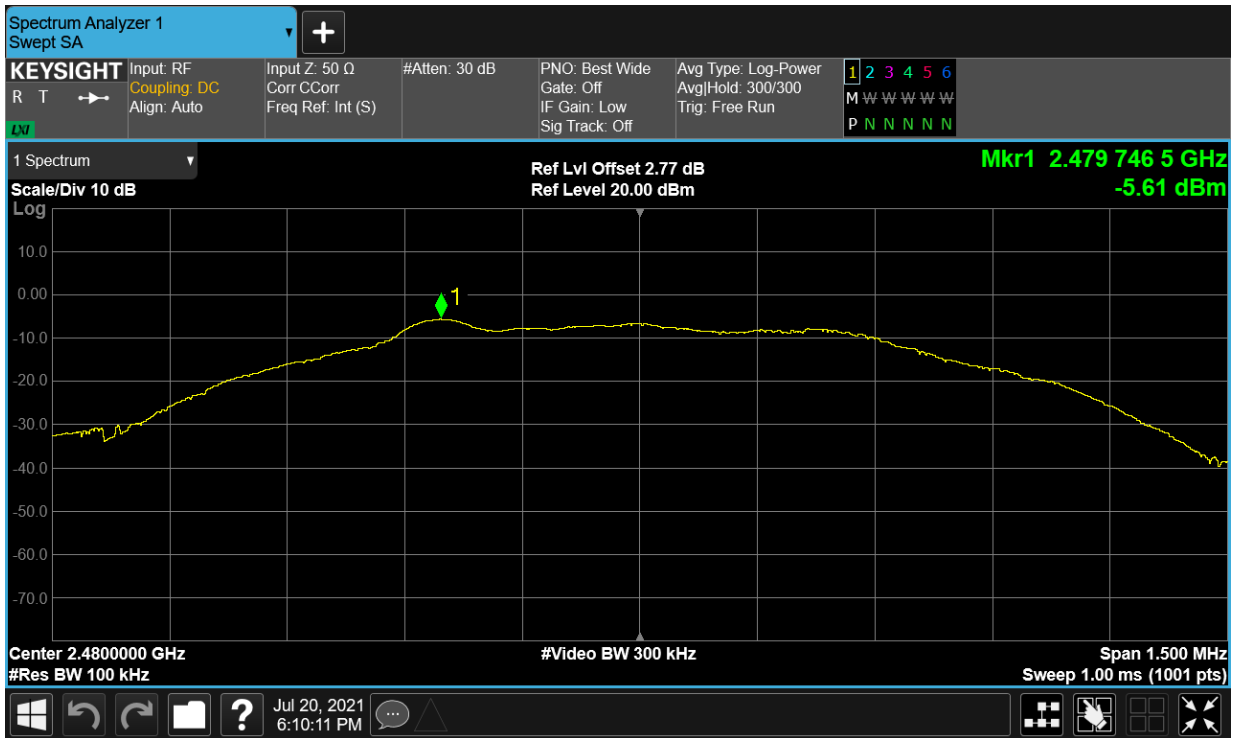 Spectrum Analyzer 1
Swept SA
+
KEYSIGHT
R T
LXI
Input: RF
Coupling: DC
Align: Auto
Input Z: 50 Ω
Corr CCorr
Freq Ref: Int (S)
#Atten: 30 dB
PNO: Best Wide
Gate: Off
IF Gain: Low
Sig Track: Off
Avg Type: Log-Power
Avg|Hold: 300/300
Trig: Free Run
1 2 3 4 5 6
M W W W W W
P N N N N N
1 Spectrum
Scale/Div 10 dB
Log
Ref Lvl Offset 2.77 dB
Ref Level 20.00 dBm
Mkr1 2.479 746 5 GHz
-5.61 dBm
10.0
0.00
1
-10.0
-20.0
-30.0
-40.0
-50.0
-60.0
-70.0
Center 2.4800000 GHz
#Res BW 100 kHz
#Video BW 300 kHz
Span 1.500 MHz
Sweep 1.00 ms (1001 pts)
?
Jul 20, 2021
6:10:11 PM